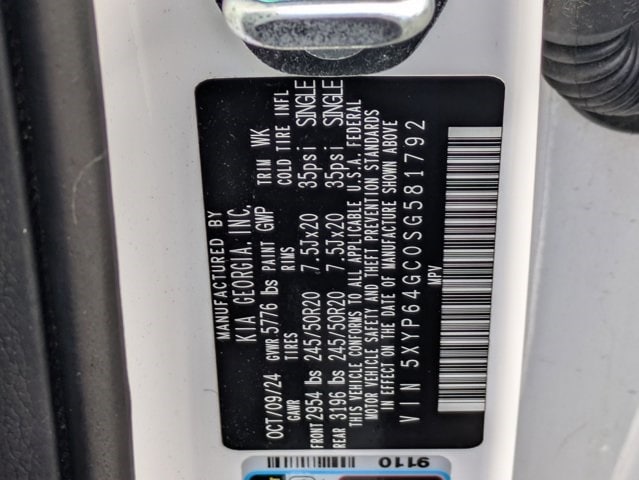 MANUFACTURED BY
KIA GEORGIA, INC.
OCT/09/24 GVWR 5776 lbs PAINT GWP TRIM WK
GAWR TIRES RIMS COLD TIRE INFL
FRONT 2954 lbs 245/50R20 7.5Jx20 35psi SINGLE
REAR 3196 lbs 245/50R20 7.5Jx20 35psi SINGLE
THIS VEHICLE CONFORMS TO ALL APPLICABLE U.S.A. FEDERAL
MOTOR VEHICLE SAFETY AND THEFT PREVENTION STANDARDS
IN EFFECT ON THE DATE OF MANUFACTURE SHOWN ABOVE
VIN 5XYP64GC0SG581792
MPV
9110